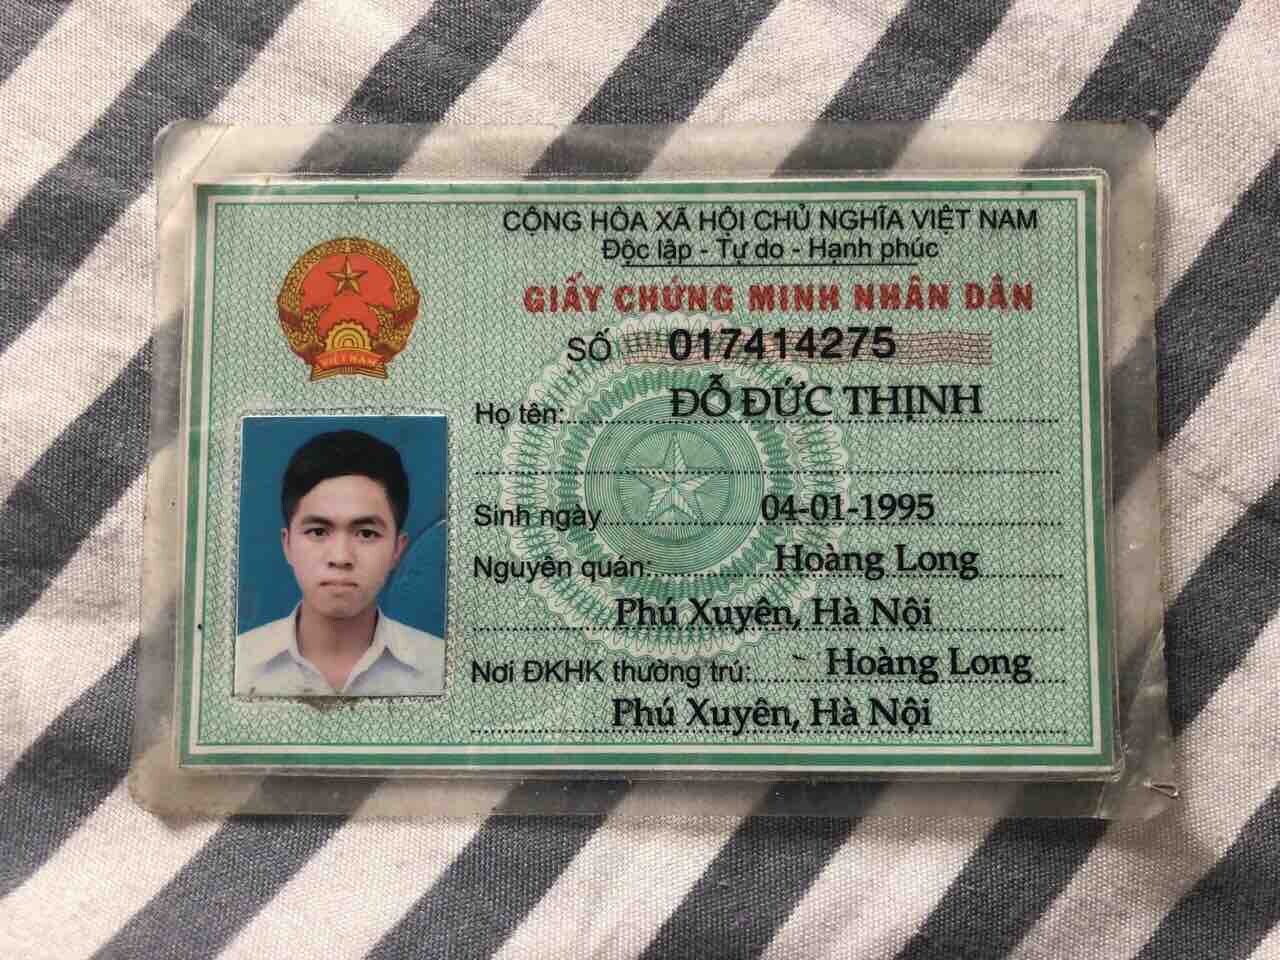 CỘNG HÒA XÃ HỘI CHỦ NGHĨA VIỆT NAM
Độc lập - Tự do - Hạnh phúc
GIẤY CHỨNG MINH NHÂN DÂN
SỐ 017414275
Họ tên: ĐỖ ĐỨC THỊNH
Sinh ngày 04-01-1995
Nguyên quán: Hoàng Long
Phú Xuyên, Hà Nội
Nơi ĐKHK thường trú: Hoàng Long
Phú Xuyên, Hà Nội
VIỆT NAM